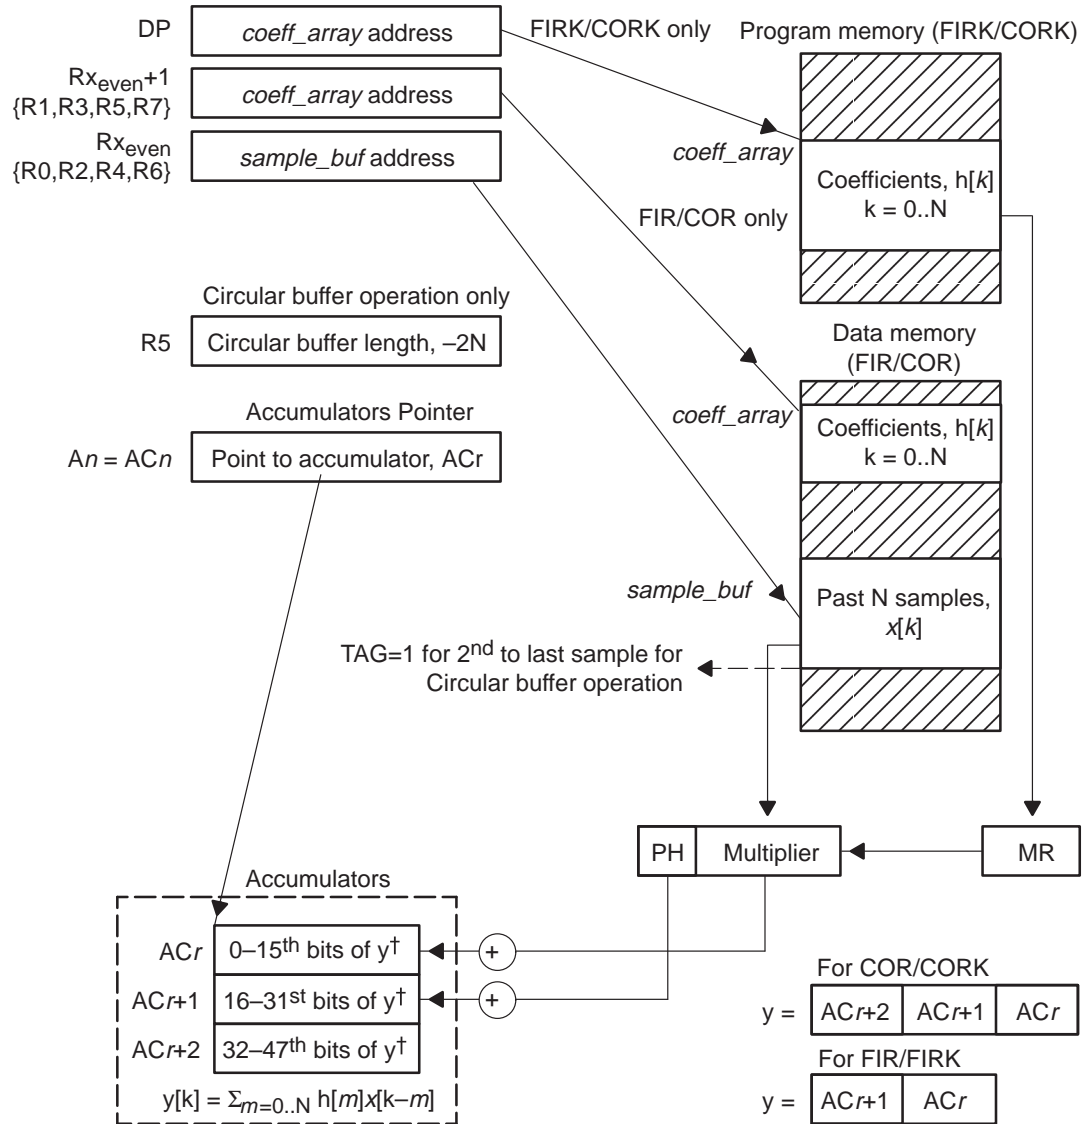 DP
coeff_array address
FIRK/CORK only
Program memory (FIRK/CORK)
Rxeven+1
{R1,R3,R5,R7}
coeff_array address
Rxeven
{R0,R2,R4,R6}
sample_buf address
coeff_array
Coefficients, h[k]
k = 0..N
FIR/COR only
Circular buffer operation only
R5
Circular buffer length, –2N
Data memory
(FIR/COR)
Accumulators Pointer
An = ACn
Point to accumulator, ACr
coeff_array
Coefficients, h[k]
k = 0..N
sample_buf
Past N samples,
x[k]
TAG=1 for 2nd to last sample for
Circular buffer operation
PH
Multiplier
MR
Accumulators
ACr
0–15th bits of y†
+
ACr+1
16–31st bits of y†
+
ACr+2
32–47th bits of y†
y[k] = Σm=0..N h[m]x[k–m]
For COR/CORK
y = ACr+2 ACr+1 ACr
For FIR/FIRK
y = ACr+1 ACr